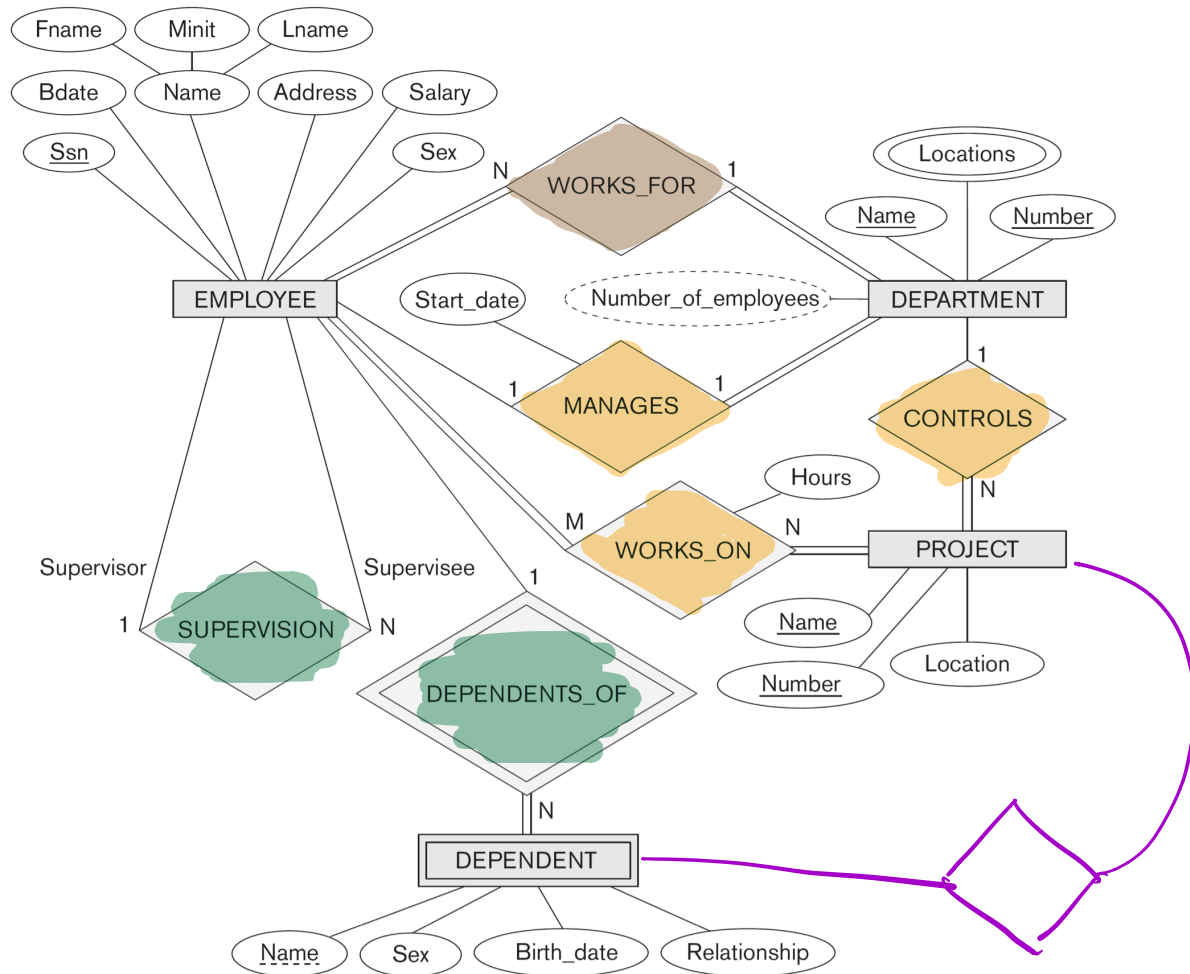 Fname
Minit
Lname
Bdate
Name
Address
Salary
Ssn
Sex
N
WORKS_FOR
1
Locations
Name
Number
EMPLOYEE
Start_date
Number_of_employees
DEPARTMENT
1
MANAGES
1
1
CONTROLS
N
Hours
M
WORKS_ON
N
PROJECT
Supervisor
Supervisee
1
SUPERVISION
N
1
Name
Number
Location
DEPENDENTS_OF
N
DEPENDENT
Name
Sex
Birth_date
Relationship